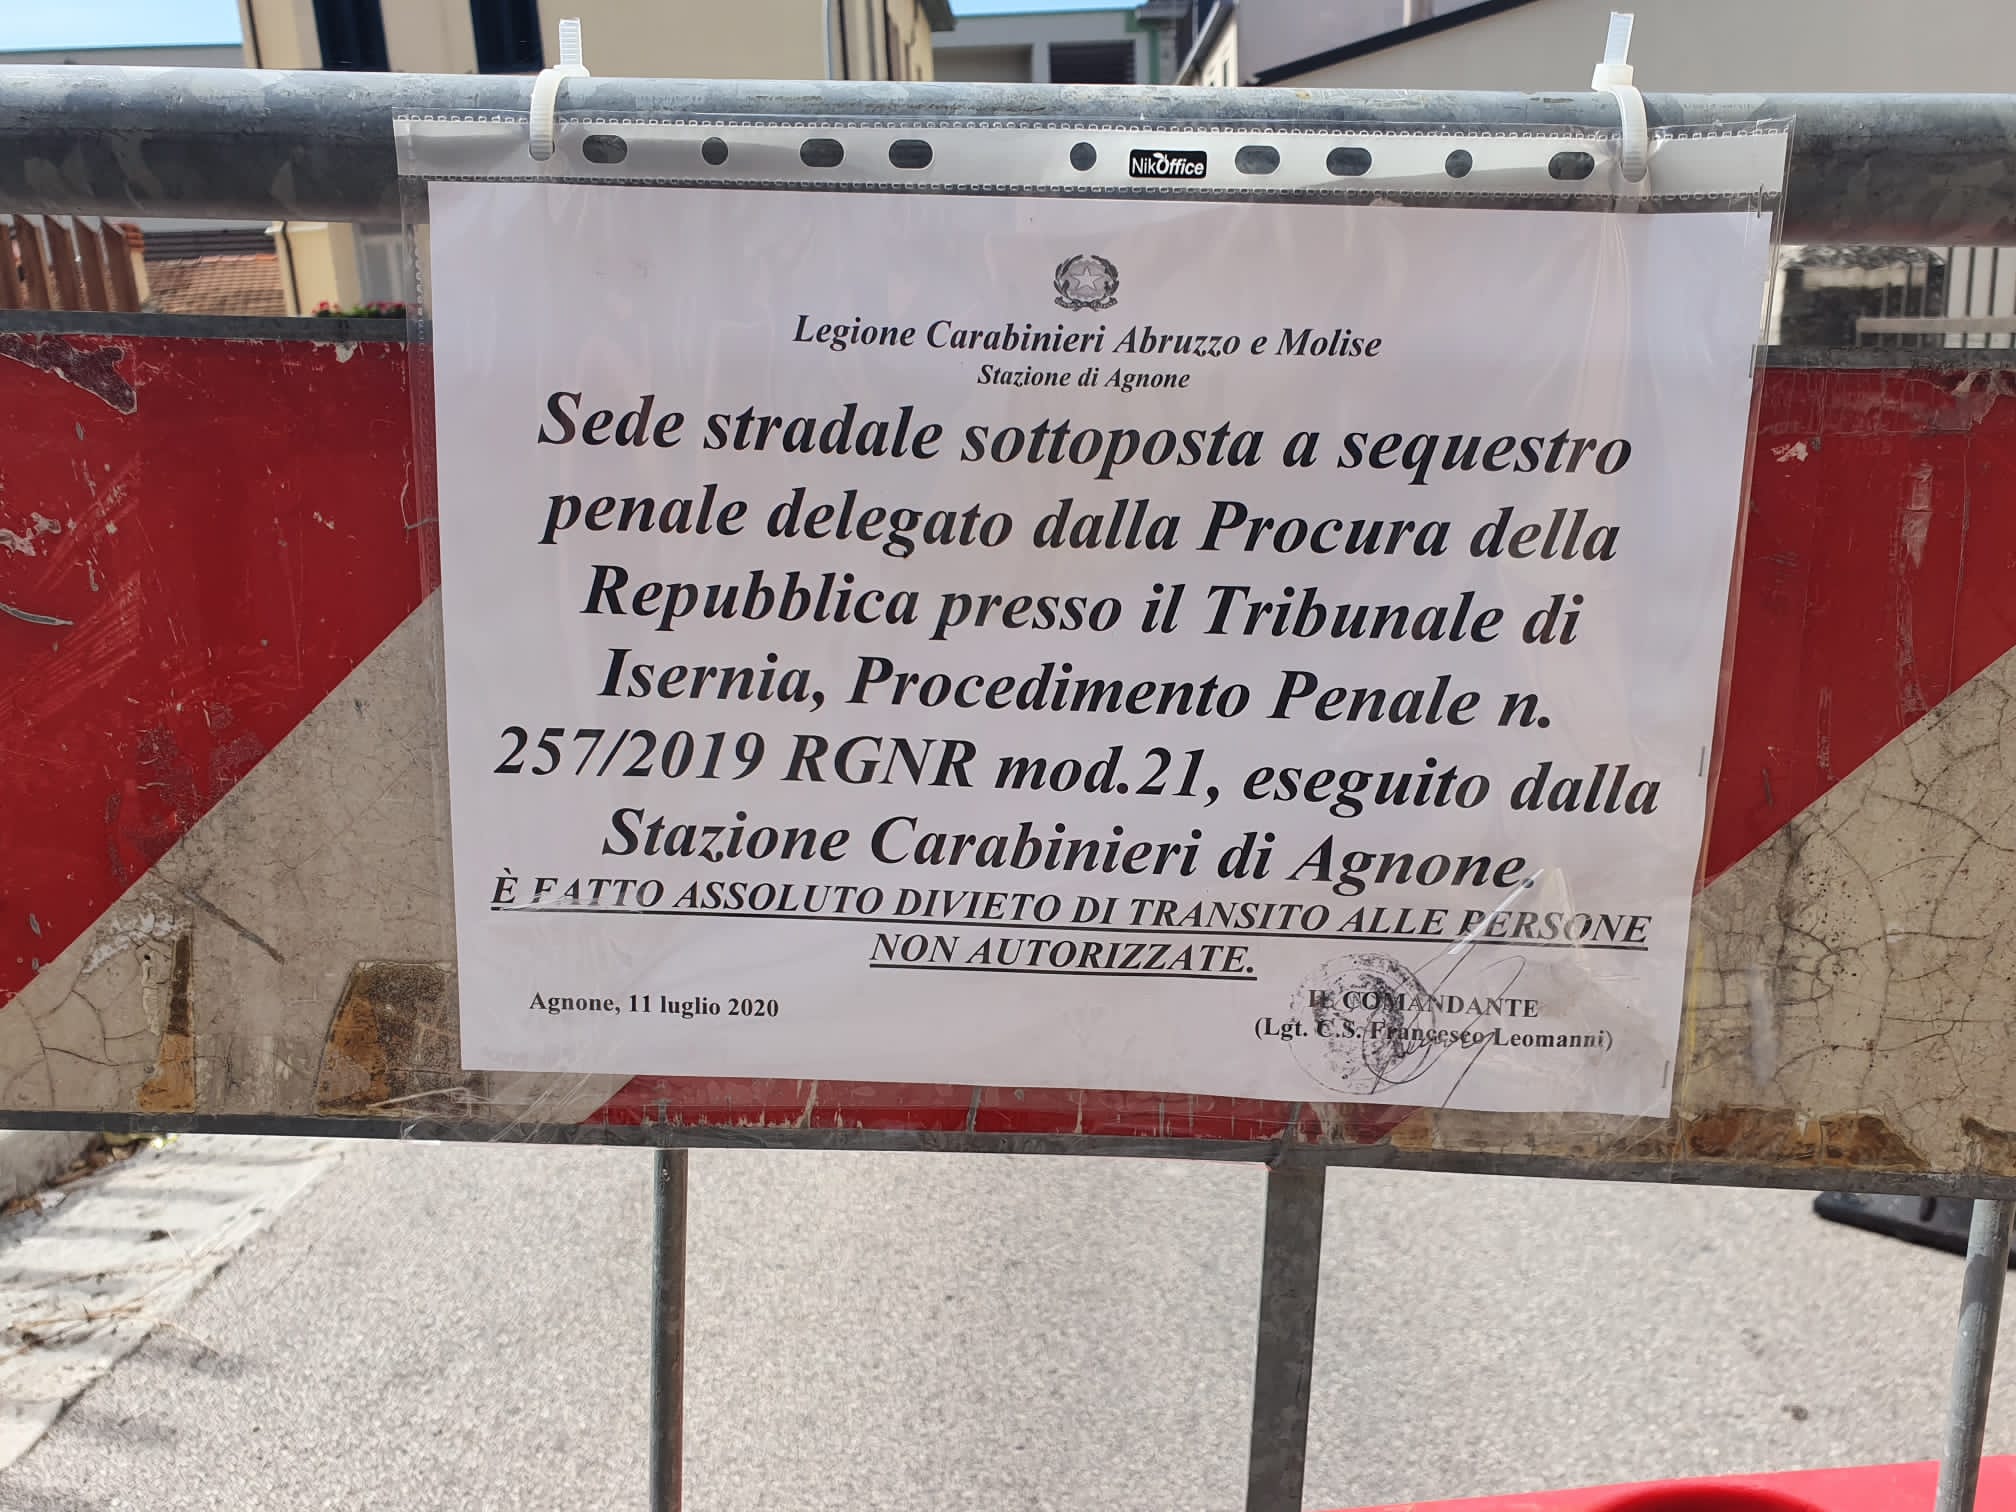 NikOffice
Legione Carabinieri Abruzzo e Molise
Stazione di Agnone
Sede stradale sottoposta a sequestro
penale delegato dalla Procura della
Repubblica presso il Tribunale di
Isernia, Procedimento Penale n.
257/2019 RGNR mod.21, eseguito dalla
Stazione Carabinieri di Agnone.
È FATTO ASSOLUTO DIVIETO DI TRANSITO ALLE PERSONE
NON AUTORIZZATE.
Agnone, 11 luglio 2020
IL COMANDANTE
(Lgt. C.S. Francesco Leomanni)